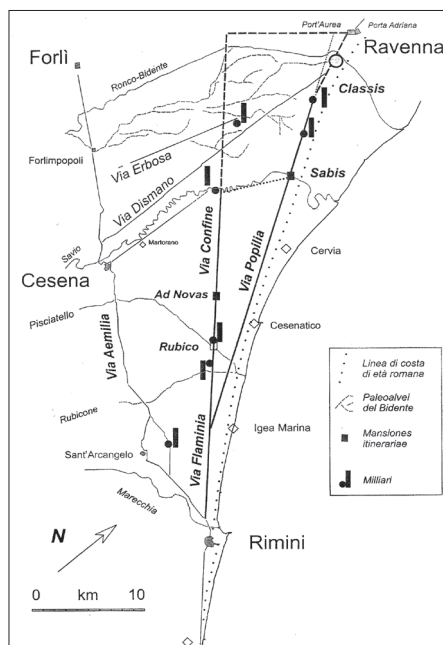 Port'Aurea
Porta Adriana
Ravenna
Forlì
Ronco-Bidente
Classis
Forlimpopoli
Via Erbosa
Via Dismano
Sabis
Via Confine
Savio
Martorano
Via Popilia
Cervia
Cesena
Ad Novas
Pisciatello
Via Aemilia
Cesenatico
Rubico
Rubicone
Igea Marina
Sant'Arcangelo
Via Flaminia
Marecchia
Rimini
N
0 km 10
Linea di costa
di età romana
Paleoalvei
del Bidente
Mansiones
itinerariae
Milliari